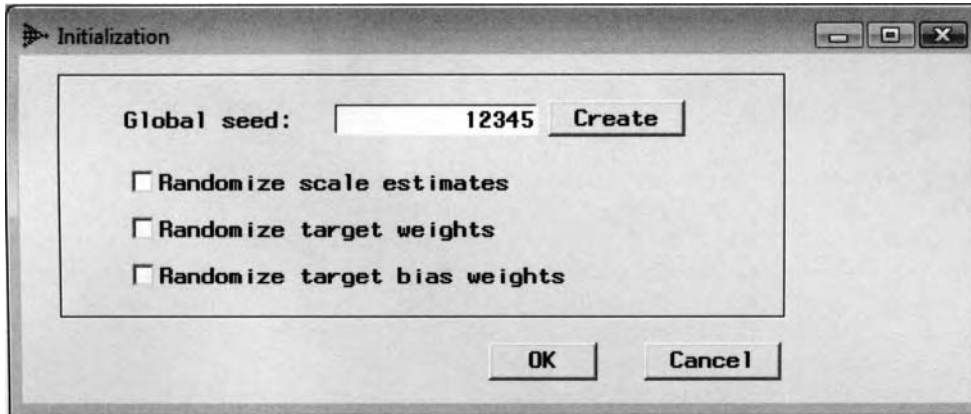 Initialization
Global seed: 12345 Create
Randomize scale estimates
Randomize target weights
Randomize target bias weights
OK Cancel